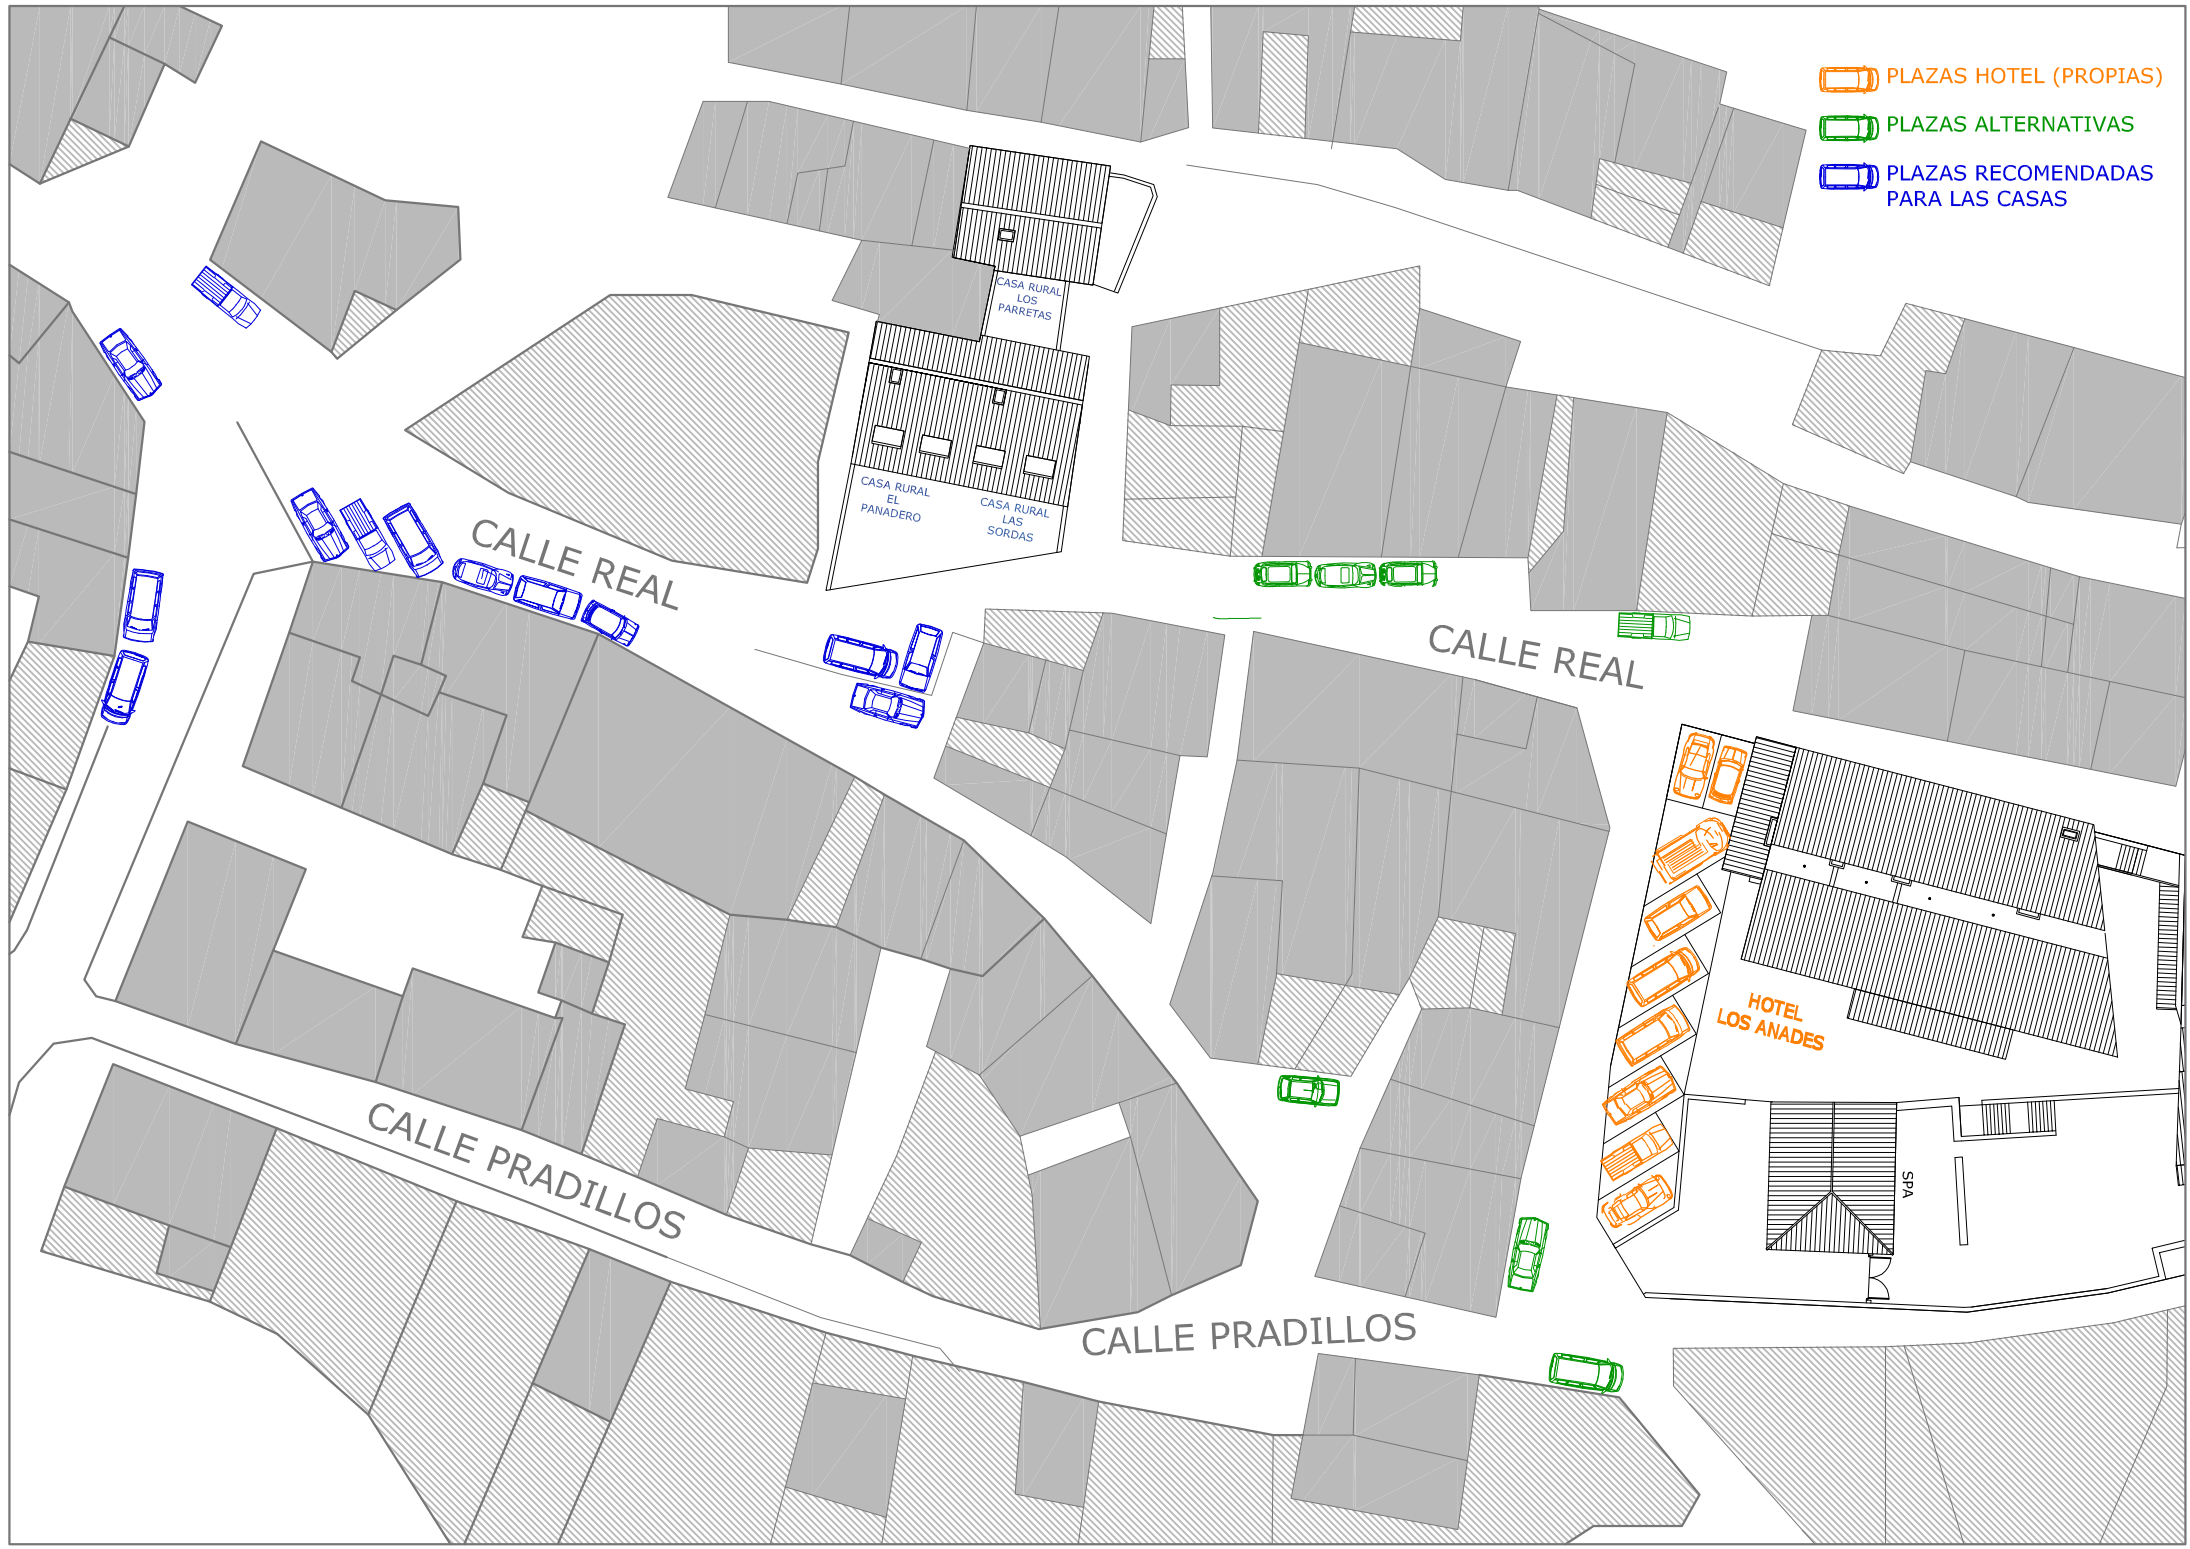 PLAZAS HOTEL (PROPIAS)
PLAZAS ALTERNATIVAS
PLAZAS RECOMENDADAS
PARA LAS CASAS
CASA RURAL
LOS
PARRETAS
CASA RURAL
EL
PANADERO
CASA RURAL
LAS
SORDAS
CALLE REAL
CALLE REAL
HOTEL
LOS ANADES
SPA
CALLE PRADILLOS
CALLE PRADILLOS